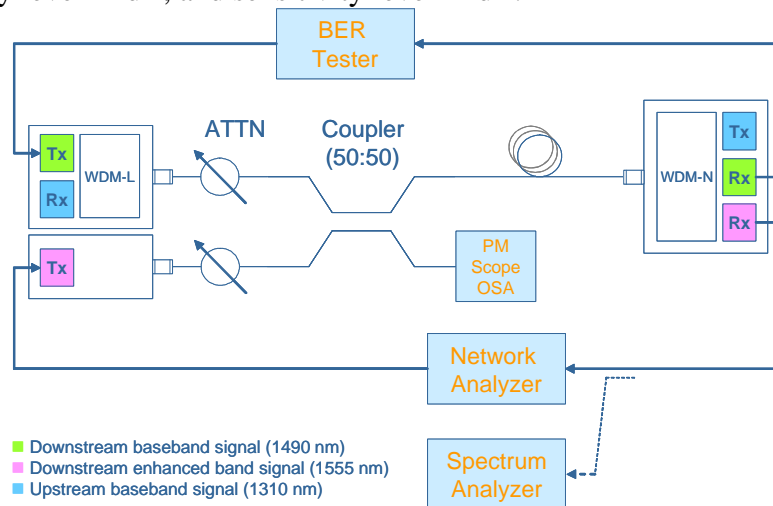 BER
Tester
ATTN
Coupler
(50:50)
Tx
WDM-L
Rx
Tx
WDM-N
Tx
Rx
Rx
PM
Scope
OSA
Network
Analyzer
Downstream baseband signal (1490 nm)
Downstream enhanced band signal (1555 nm)
Upstream baseband signal (1310 nm)
Spectrum
Analyzer